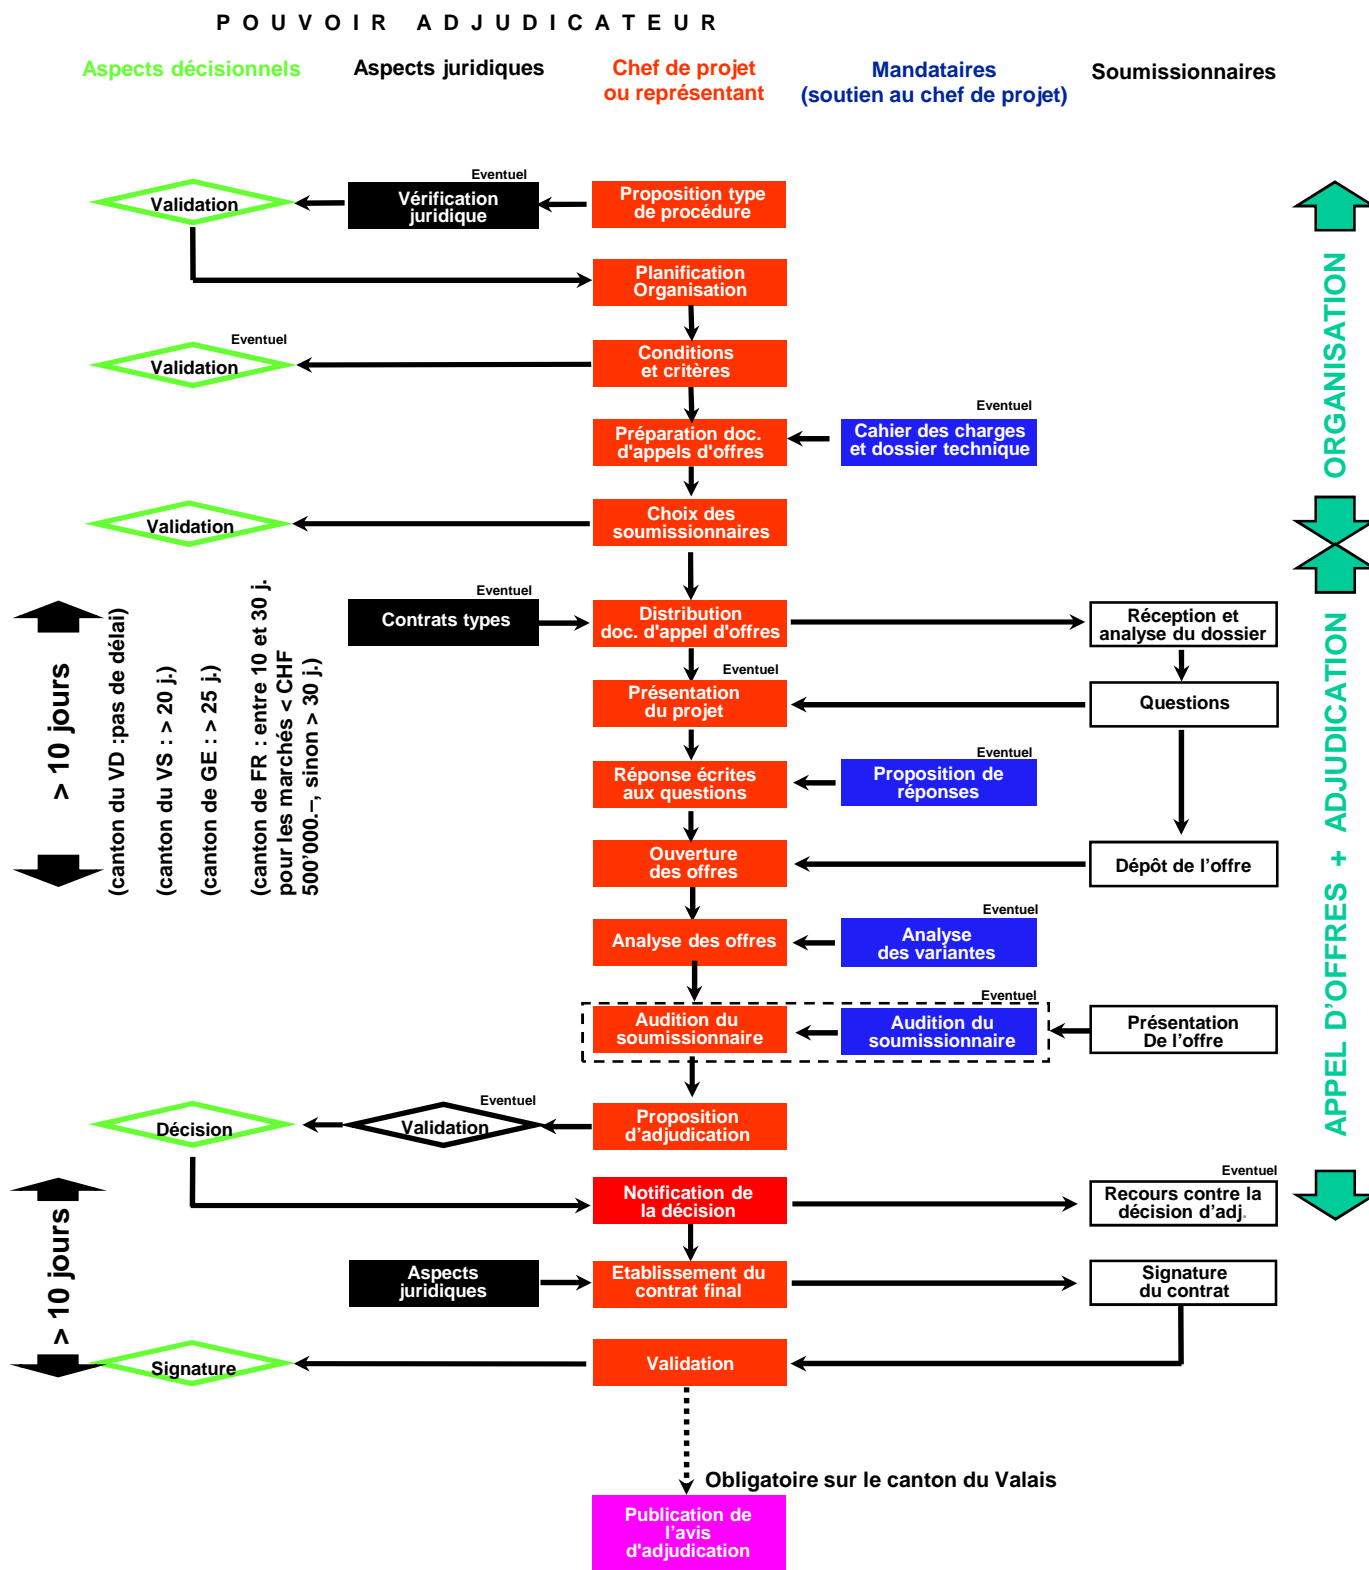 POUVOIR ADJUDICATEUR
Aspects décisionnels
Aspects juridiques
Chef de projet
ou représentant
Mandataires
(soutien au chef de projet)
Soumissionnaires
Validation
Eventuel
Vérification
juridique
Proposition type
de procédure
Planification
Organisation
Eventuel
Validation
Conditions
et critères
Préparation doc.
d'appels d'offres
Eventuel
Cahier des charges
et dossier technique
ORGANISATION
Validation
Choix des
soumissionnaires
> 10 jours
(canton du VD :pas de délai)
(canton du VS : > 20 j.)
(canton de GE : > 25 j.)
(canton de FR : entre 10 et 30 j.
pour les marchés < CHF
500'000.–, sinon > 30 j.)
Eventuel
Contrats types
Distribution
doc. d'appel d'offres
Réception et
analyse du dossier
Eventuel
Présentation
du projet
Questions
Réponse écrites
aux questions
Eventuel
Proposition de
réponses
Ouverture
des offres
Dépôt de l’offre
Analyse des offres
Eventuel
Analyse
des variantes
Audition du
soumissionnaire
Eventuel
Audition du
soumissionnaire
Présentation
De l’offre
APPEL D’OFFRES + ADJUDICATION
Décision
Eventuel
Validation
Proposition
d’adjudication
> 10 jours
Notification de
la décision
Eventuel
Recours contre la
décision d’adj.
Aspects
juridiques
Etablissement du
contrat final
Signature
du contrat
Signature
Validation
Obligatoire sur le canton du Valais
Publication de
l’avis
d'adjudication